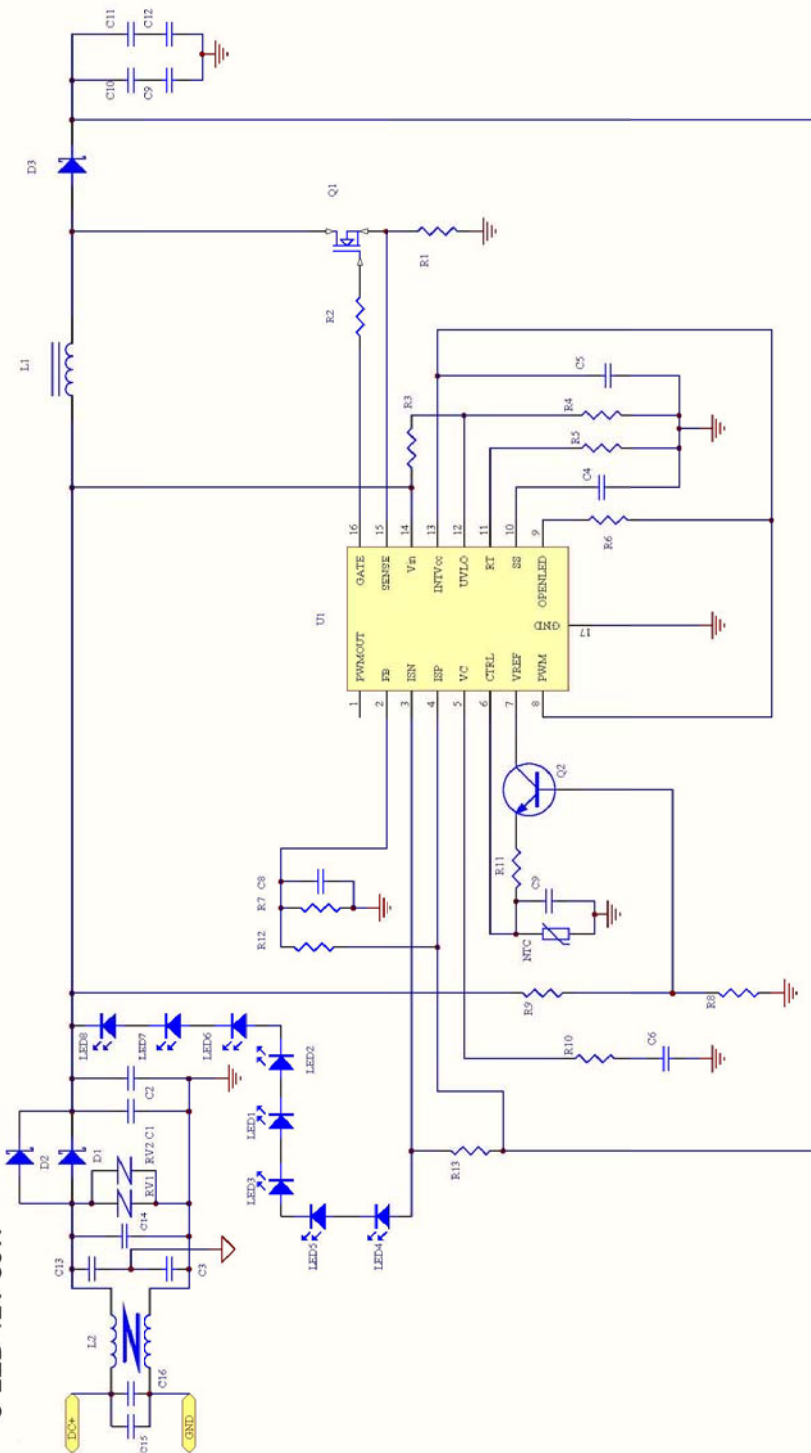 C11
C12
C10
C9
D3
Q1
R1
R2
L1
R3
C5
R4
R5
C4
R6
16
15
14
13
12
11
10
9
GATE
SENSE
Vin
INTVcc
UVLO
RT
SS
OPENLED
U1
GND
17
PWMOUT
FB
ISN
ISP
VC
CTRL
VREF
PWM
1
2
3
4
5
6
7
8
Q2
R11
C9
NTC
C8
R7
R12
R9
R8
R10
C6
R13
LED8
LED7
LED6
LED2
LED1
LED3
LED5
LED4
C2
C1
D2
D1
RV2
RV1
C14
C13
C3
L2
C16
C15
DC+
GND